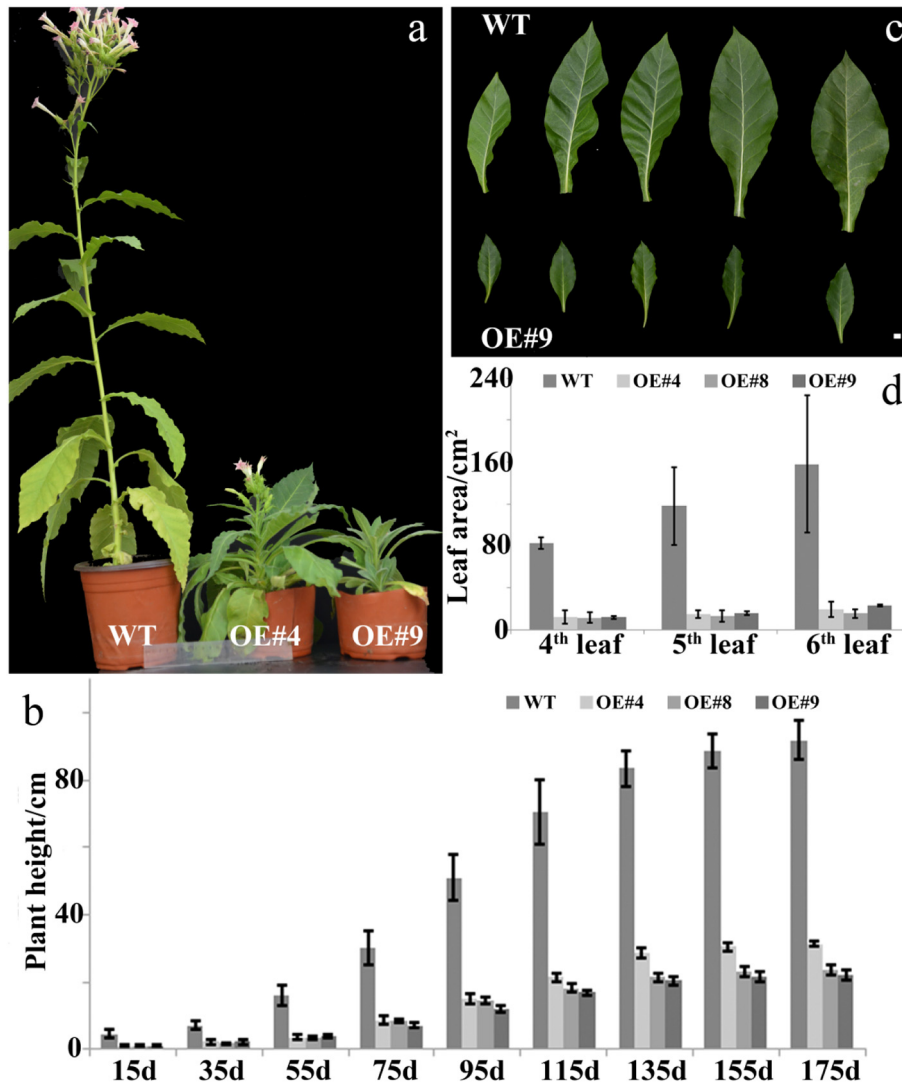 a
WT
OE#4
OE#9
WT
c
OE#9
240
WT OE#4 OE#8 OE#9
d
Leaf area/cm²
160
80
0
4th leaf 5th leaf 6th leaf
b
WT OE#4 OE#8 OE#9
Plant height/cm
80
40
0
15d 35d 55d 75d 95d 115d 135d 155d 175d